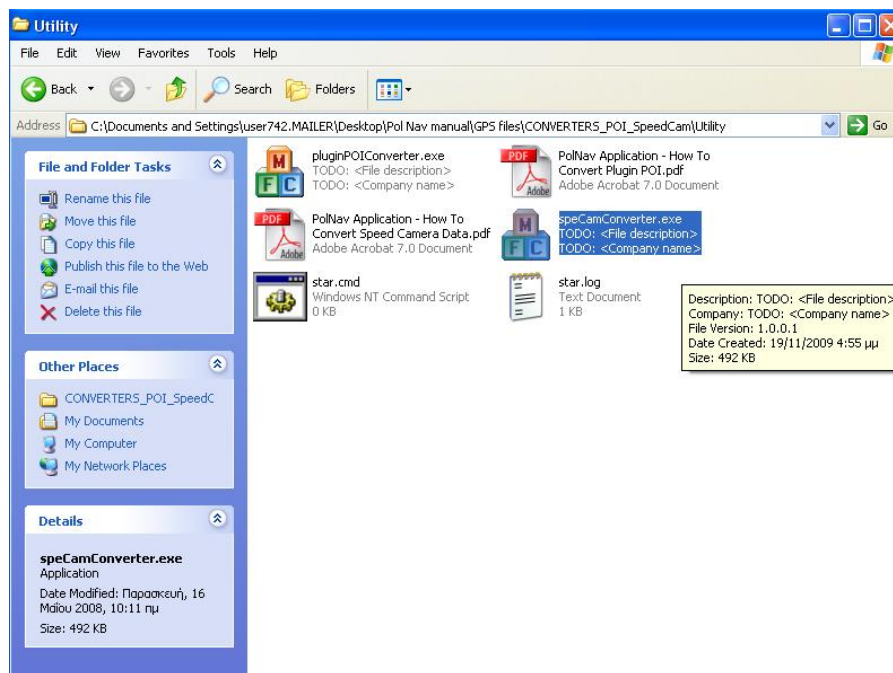 Utility
File Edit View Favorites Tools Help
Back Search Folders
Address C:\Documents and Settings\user742.MAILER\Desktop\Pol Nav manual\GPS files\CONVERTERS_POI_SpeedCam\Utility Go
File and Folder Tasks
Rename this file
Move this file
Copy this file
Publish this file to the Web
E-mail this file
Delete this file
Other Places
CONVERTERS_POI_SpeedC
My Documents
My Computer
My Network Places
Details
speCamConverter.exe
Application
Date Modified: Παρασκευή, 16
Μαΐου 2008, 10:11 πμ
Size: 492 KB
M
F C
pluginPOIConverter.exe
TODO: <File description>
TODO: <Company name>
PDF
Adobe
PolNav Application - How To
Convert Plugin POI.pdf
Adobe Acrobat 7.0 Document
PDF
Adobe
PolNav Application - How To
Convert Speed Camera Data.pdf
Adobe Acrobat 7.0 Document
M
F C
speCamConverter.exe
TODO: <File description>
TODO: <Company name>
star.cmd
Windows NT Command Script
0 KB
star.log
Text Document
1 KB
Description: TODO: <File description>
Company: TODO: <Company name>
File Version: 1.0.0.1
Date Created: 19/11/2009 4:55 μμ
Size: 492 KB